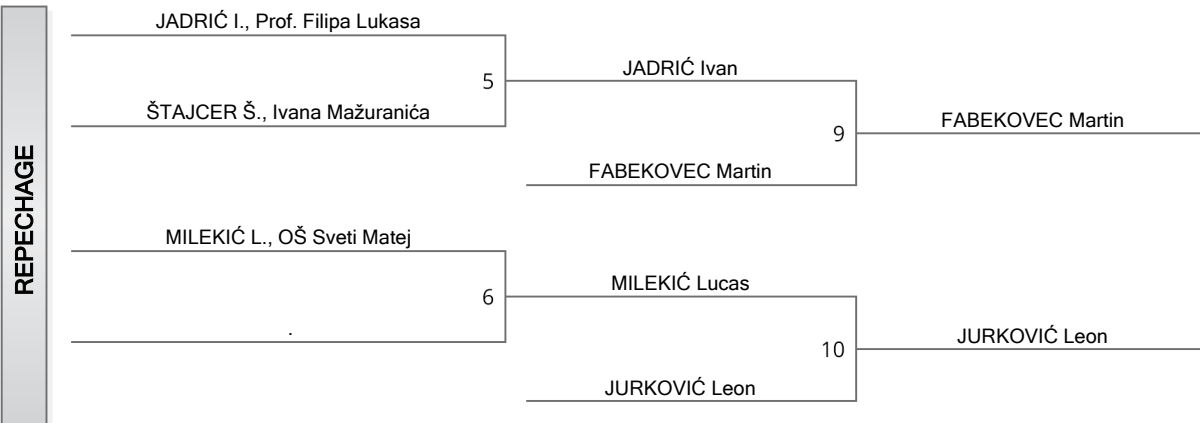 REPECHAGE
JADRIĆ I., Prof. Filipa Lukasa
5
ŠTAJCER Š., Ivana Mažuranića
JADRIĆ Ivan
9
FABEKOVEC Martin
FABEKOVEC Martin
MILEKIĆ L., OŠ Sveti Matej
6
.
MILEKIĆ Lucas
10
JURKOVIĆ Leon
JURKOVIĆ Leon